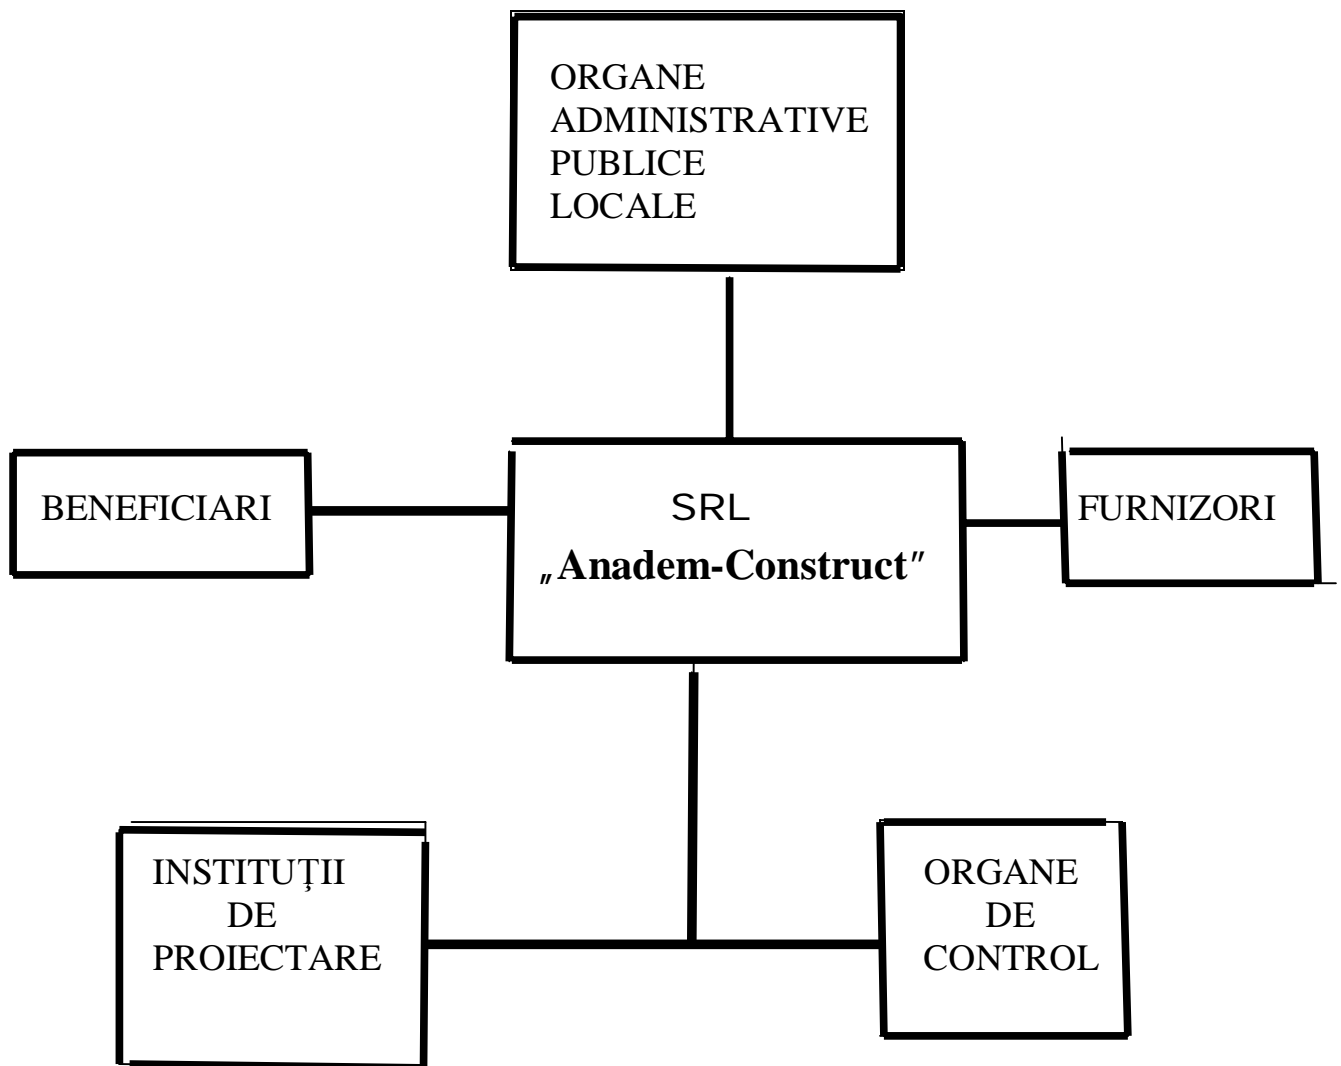 ORGANE
ADMINISTRATIVE
PUBLICE
LOCALE
BENEFICIARI
SRL
„Anadem-Construct″
FURNIZORI
INSTITUŢII
DE
PROIECTARE
ORGANE
DE
CONTROL